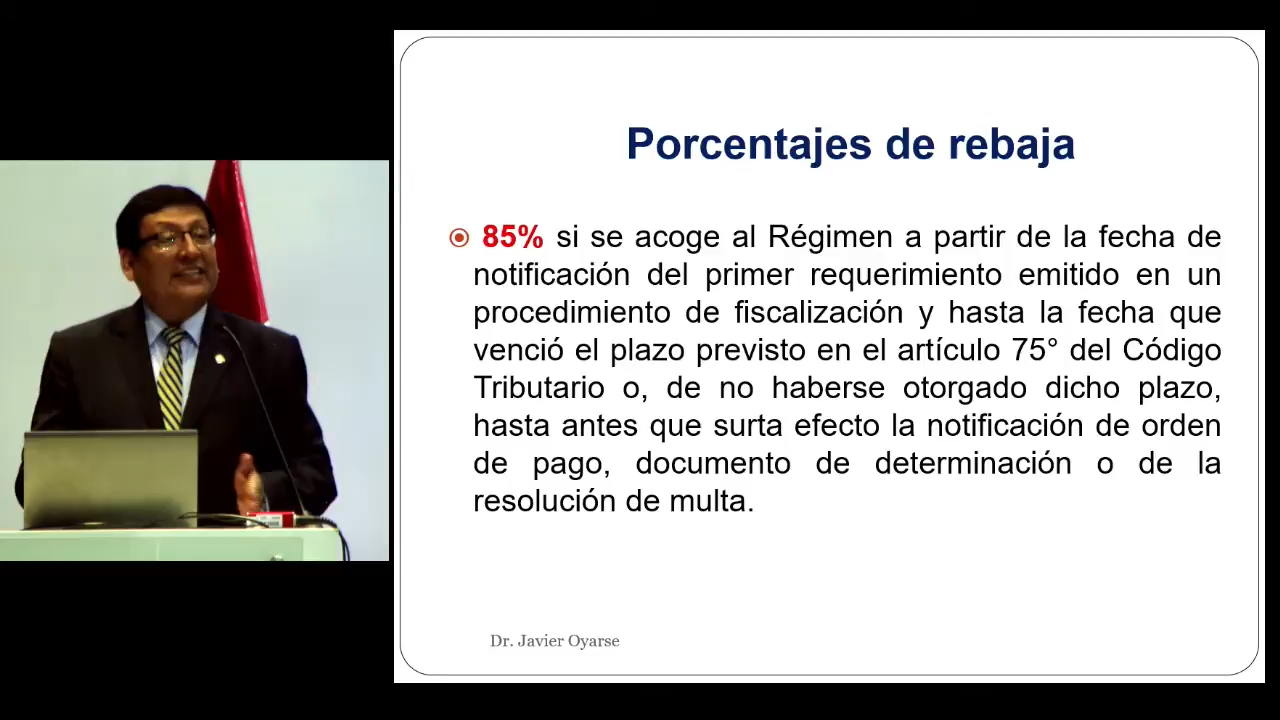 Porcentajes de rebaja
85% si se acoge al Régimen a partir de la fecha de
notificación del primer requerimiento emitido en un
procedimiento de fiscalización y hasta la fecha que
venció el plazo previsto en el artículo 75° del Código
Tributario o, de no haberse otorgado dicho plazo,
hasta antes que surta efecto la notificación de orden
de pago, documento de determinación o de la
resolución de multa.
Dr. Javier Oyarse